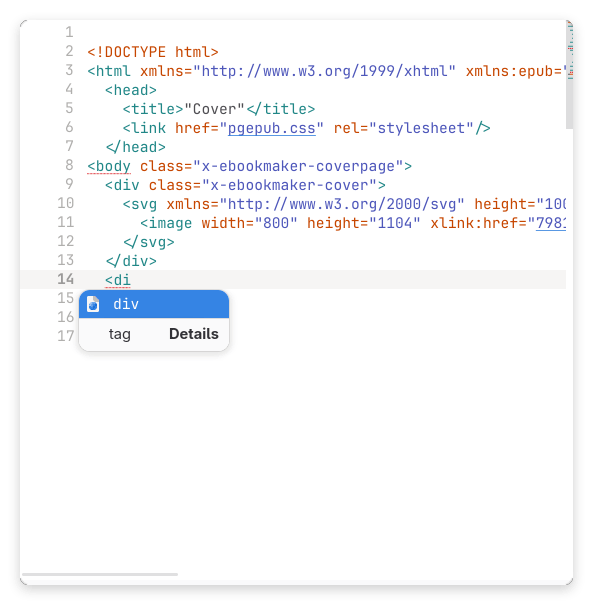 1
2 <!DOCTYPE html>
3 <html xmlns="http://www.w3.org/1999/xhtml" xmlns:epub="
4 <head>
5 <title>"Cover"</title>
6 <link href="pgepub.css" rel="stylesheet"/>
7 </head>
8 <body class="x-ebookmaker-coverpage">
9 <div class="x-ebookmaker-cover">
10 <svg xmlns="http://www.w3.org/2000/svg" height="100
11 <image width="800" height="1104" xlink:href="7981
12 </svg>
13 </div>
14 <di
15 div
16 tag Details
17